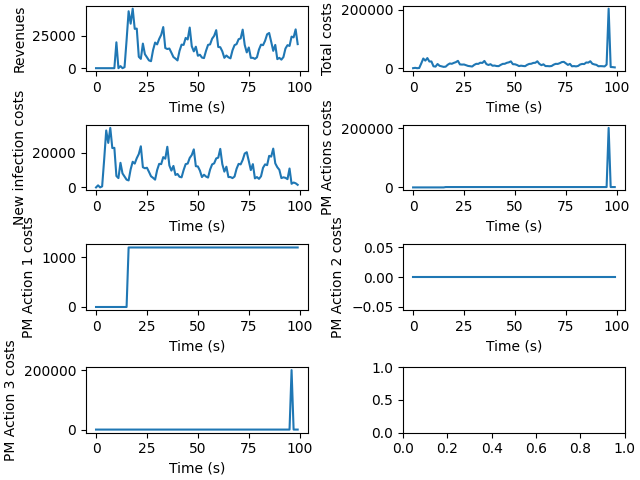 Revenues
25000
0
0 25 50 75 100
Time (s)
Total costs
200000
0
0 25 50 75 100
Time (s)
New infection costs
20000
0
0 25 50 75 100
Time (s)
PM Actions costs
200000
0
0 25 50 75 100
Time (s)
PM Action 1 costs
1000
0
0 25 50 75 100
Time (s)
PM Action 2 costs
0.05
0.00
−0.05
0 25 50 75 100
Time (s)
PM Action 3 costs
200000
0
0 25 50 75 100
Time (s)
1.0
0.5
0.0
0.0 0.2 0.4 0.6 0.8 1.0